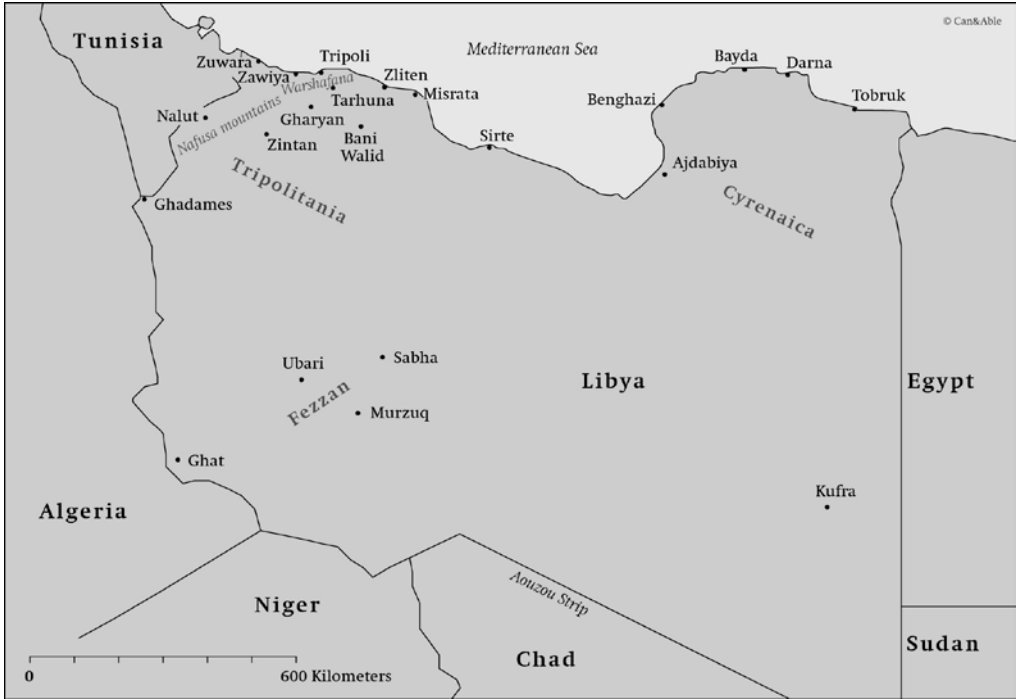 © Can&Able
Tunisia
Mediterranean Sea
Zuwara
Tripoli
Zawiya
Warshafana
Zliten
Misrata
Tarhuna
Nalut
Nafusa mountains
Gharyan
Zintan
Bani
Walid
Sirte
Bayda
Darna
Benghazi
Tobruk
Ajdabiya
Tripolitania
Cyrenaica
Ghadames
Ubari
Sabha
Fezzan
Murzuq
Libya
Egypt
Ghat
Algeria
Kufra
Aouzou Strip
Niger
Chad
Sudan
0
600 Kilometers